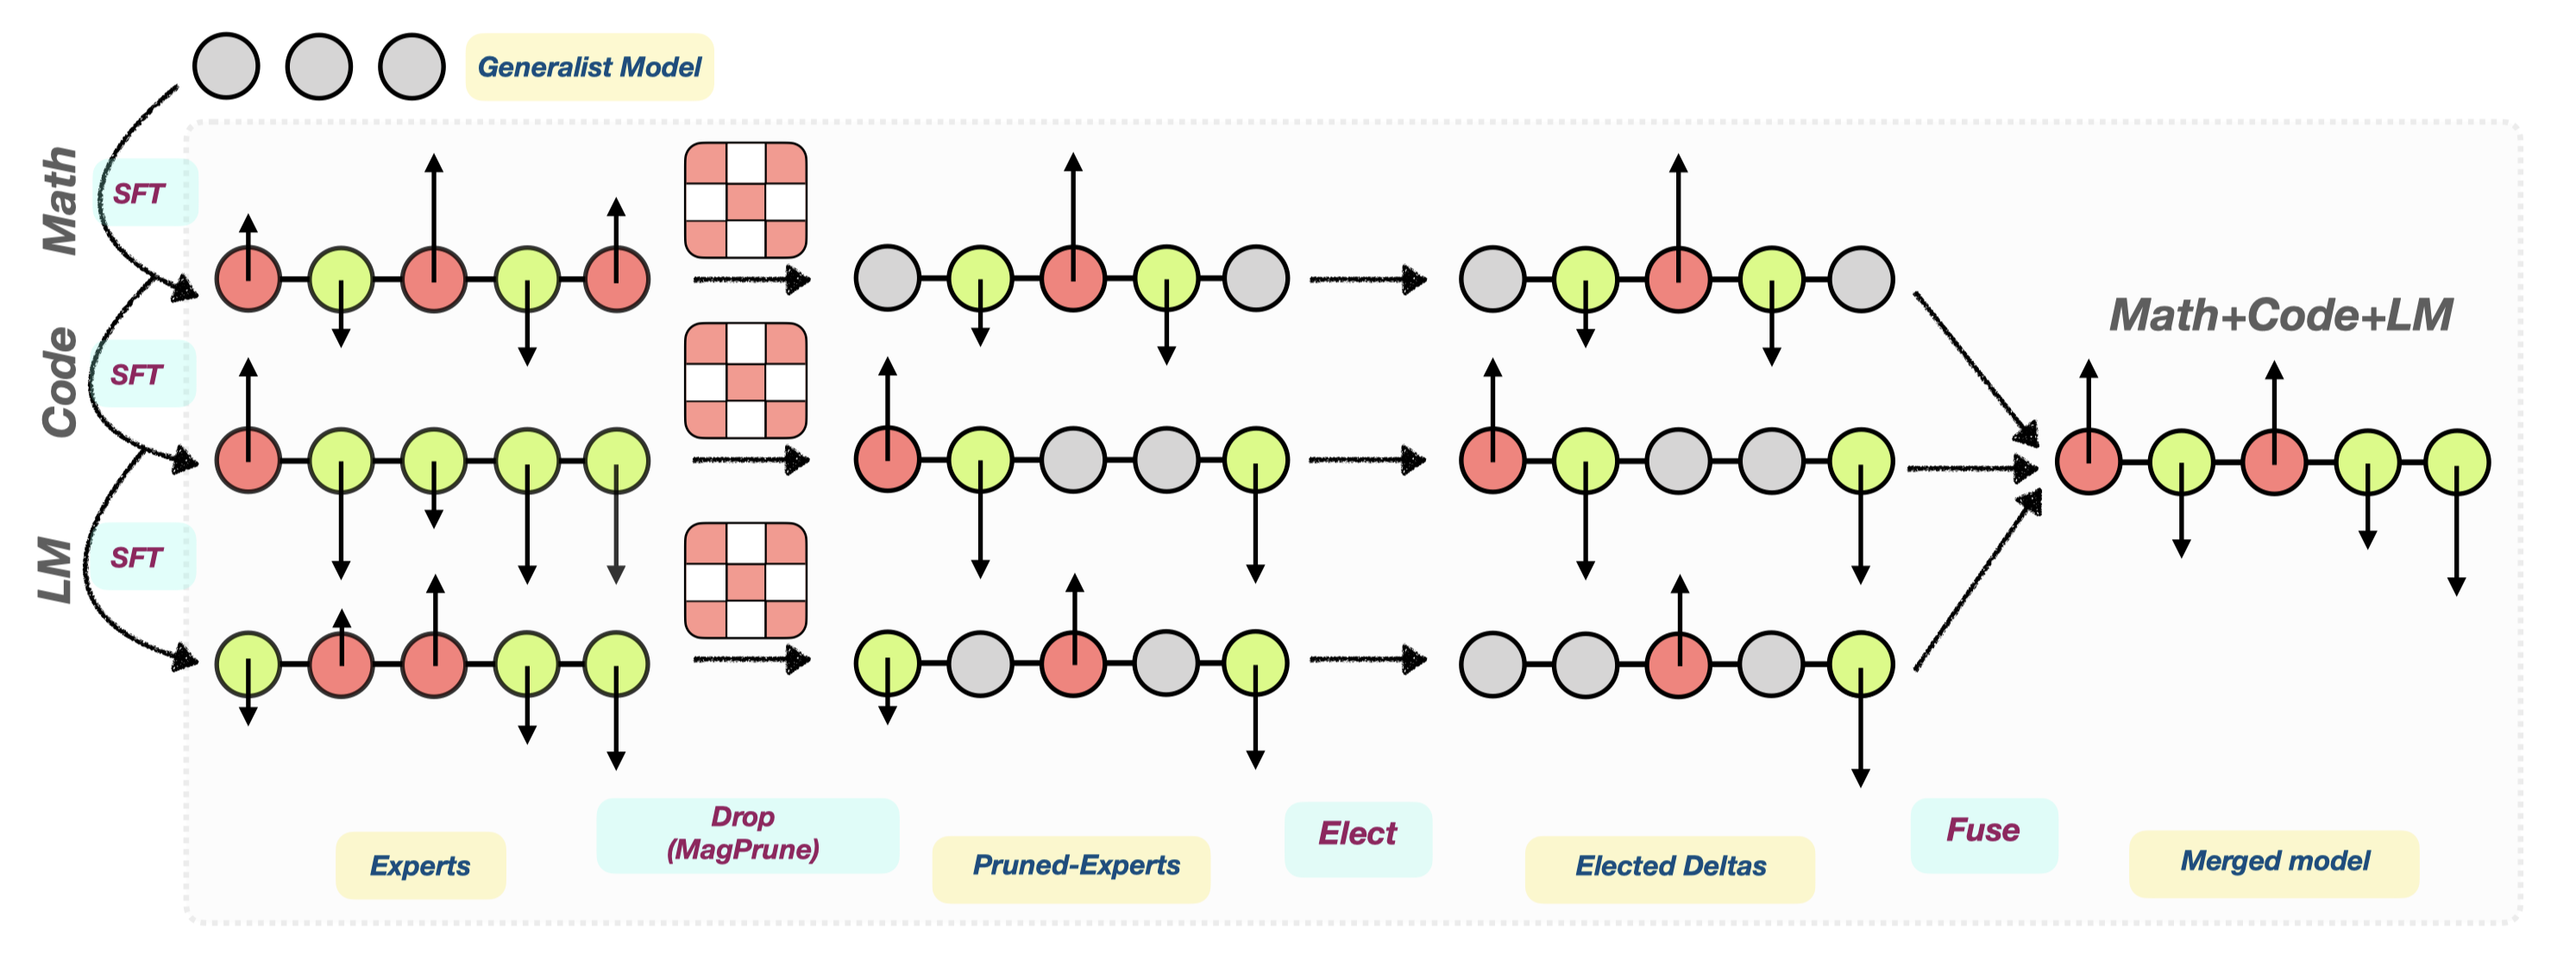 Generalist Model
Math
SFT
Code
SFT
LM
SFT
Math+Code+LM
Drop
(MagPrune)
Elect
Fuse
Experts
Pruned-Experts
Elected Deltas
Merged model